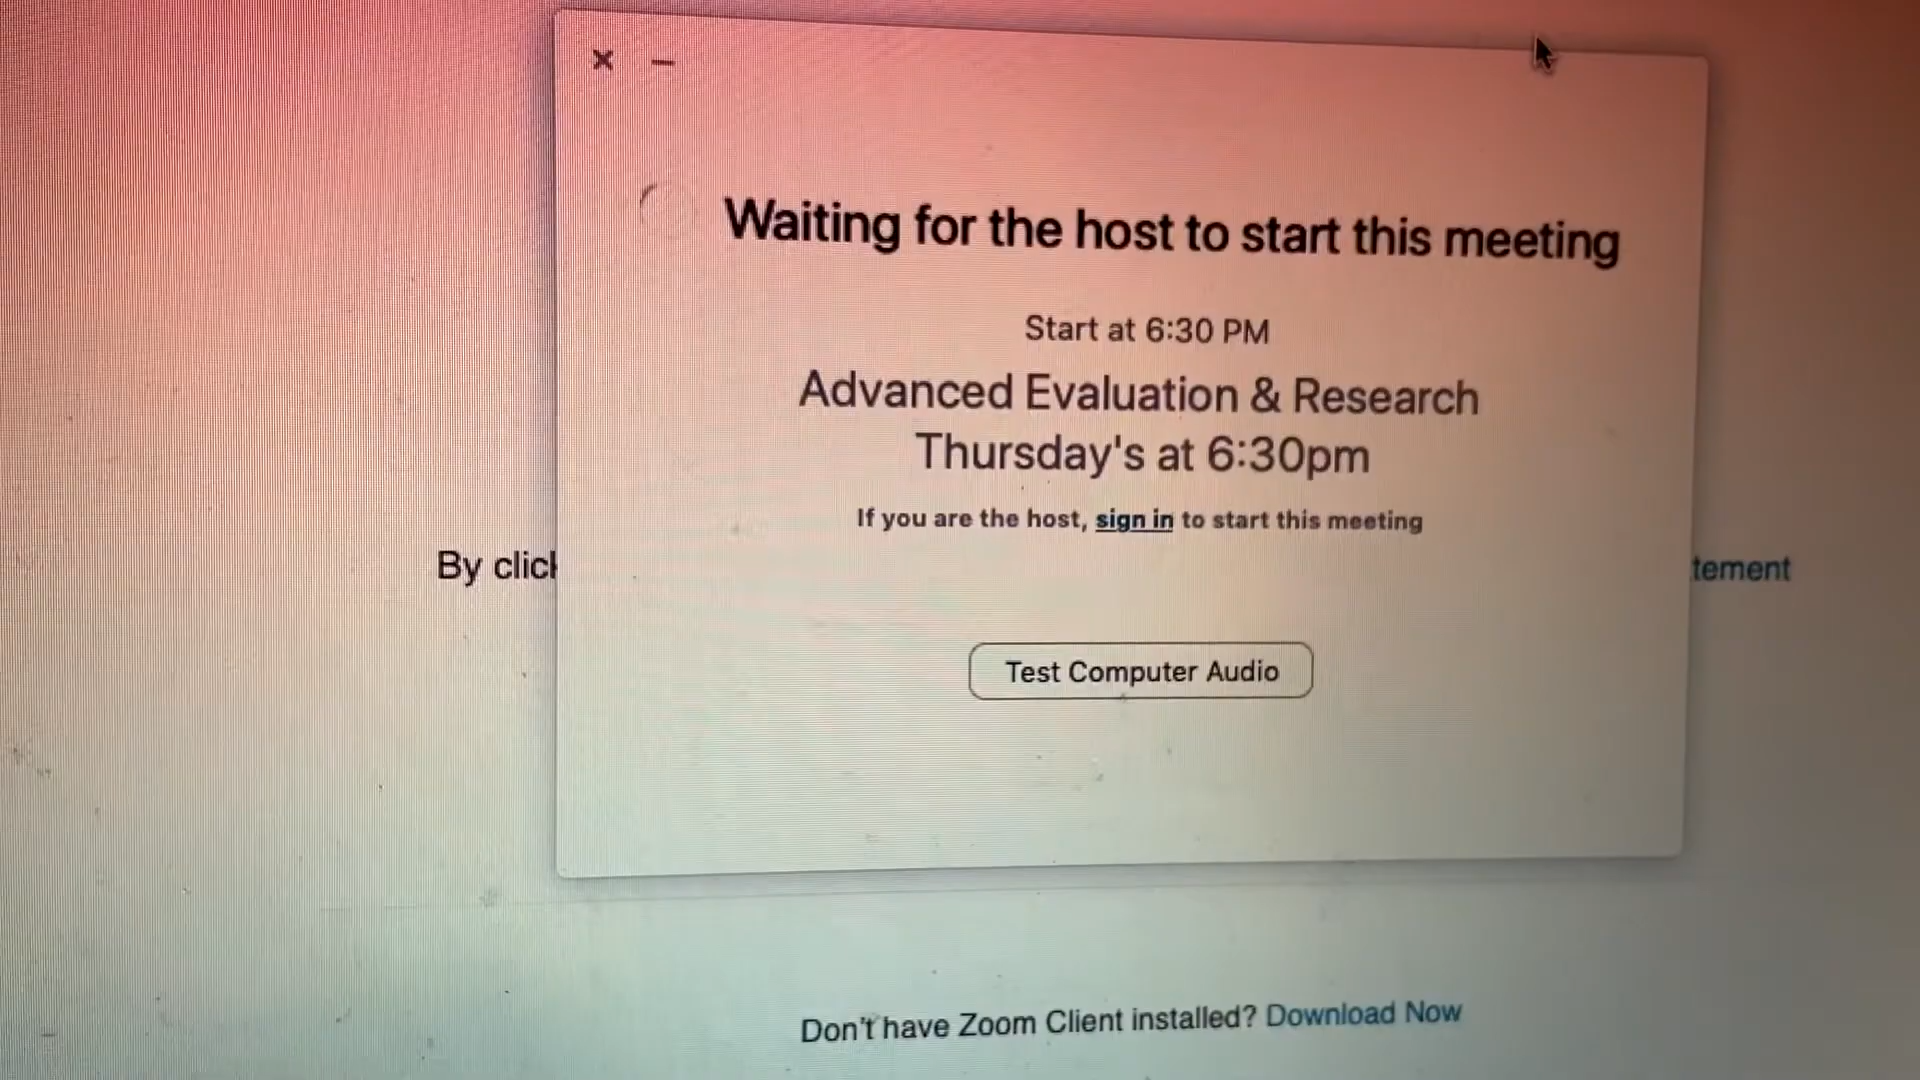 Waiting for the host to start this meeting
Start at 6:30 PM
Advanced Evaluation & Research
Thursday's at 6:30pm
If you are the host, sign in to start this meeting
By clic
tement
Test Computer Audio
Don't have Zoom Client installed? Download Now